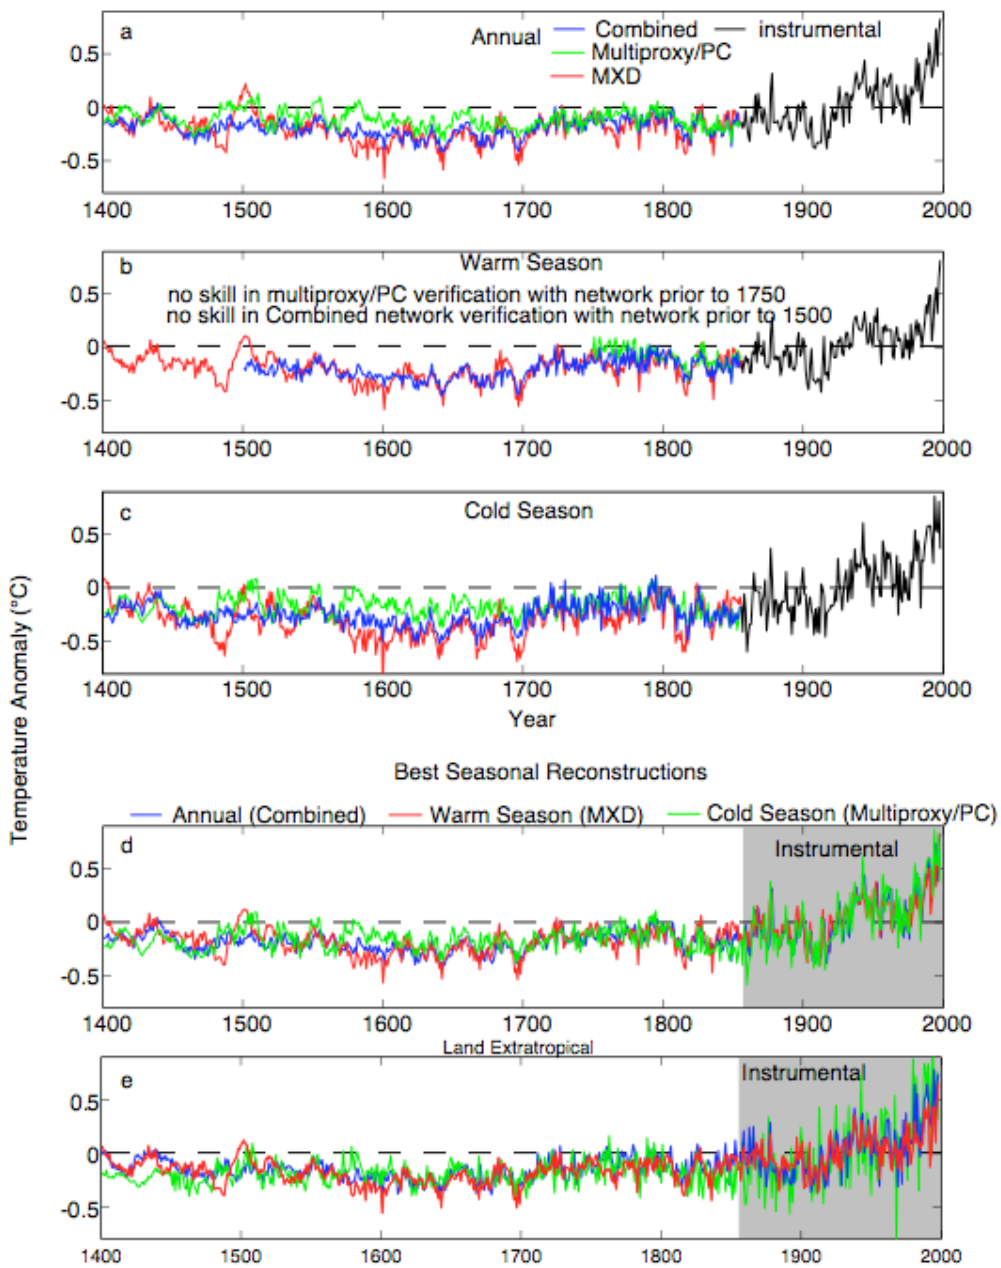 a
Annual
Combined
instrumental
Multiproxy/PC
MXD
0.5
0
-0.5
1400 1500 1600 1700 1800 1900 2000
b
Warm Season
no skill in multiproxy/PC verification with network prior to 1750
no skill in Combined network verification with network prior to 1500
0.5
0
-0.5
1400 1500 1600 1700 1800 1900 2000
c
Cold Season
0.5
0
-0.5
1400 1500 1600 1700 1800 1900 2000
Year
Temperature Anomaly (°C)
Best Seasonal Reconstructions
Annual (Combined) Warm Season (MXD) Cold Season (Multiproxy/PC)
d
Instrumental
0.5
0
-0.5
1400 1500 1600 1700 1800 1900 2000
Land Extratropical
e
Instrumental
0.5
0
-0.5
1400 1500 1600 1700 1800 1900 2000